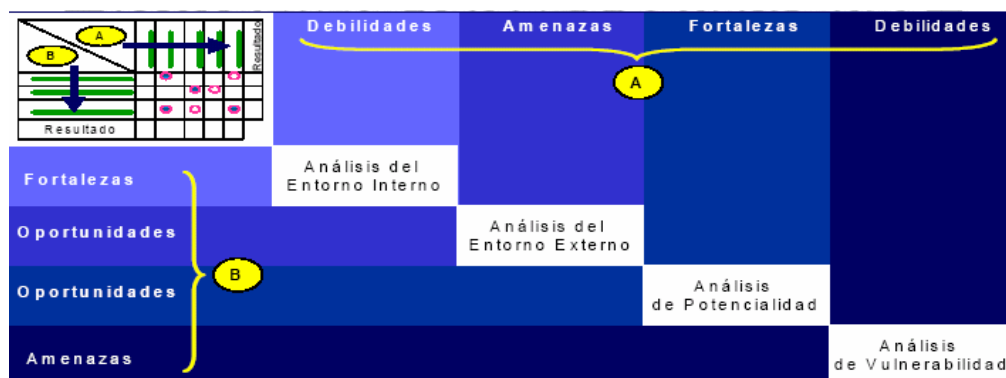 Debilidades Amenazas Fortalezas Debilidades
A
B
Resultado
Resultado
A
Fortalezas
Análisis del
Entorno Interno
Oportunidades
Análisis del
Entorno Externo
B
Oportunidades
Análisis
de Potencialidad
Amenazas
Análisis
de Vulnerabilidad